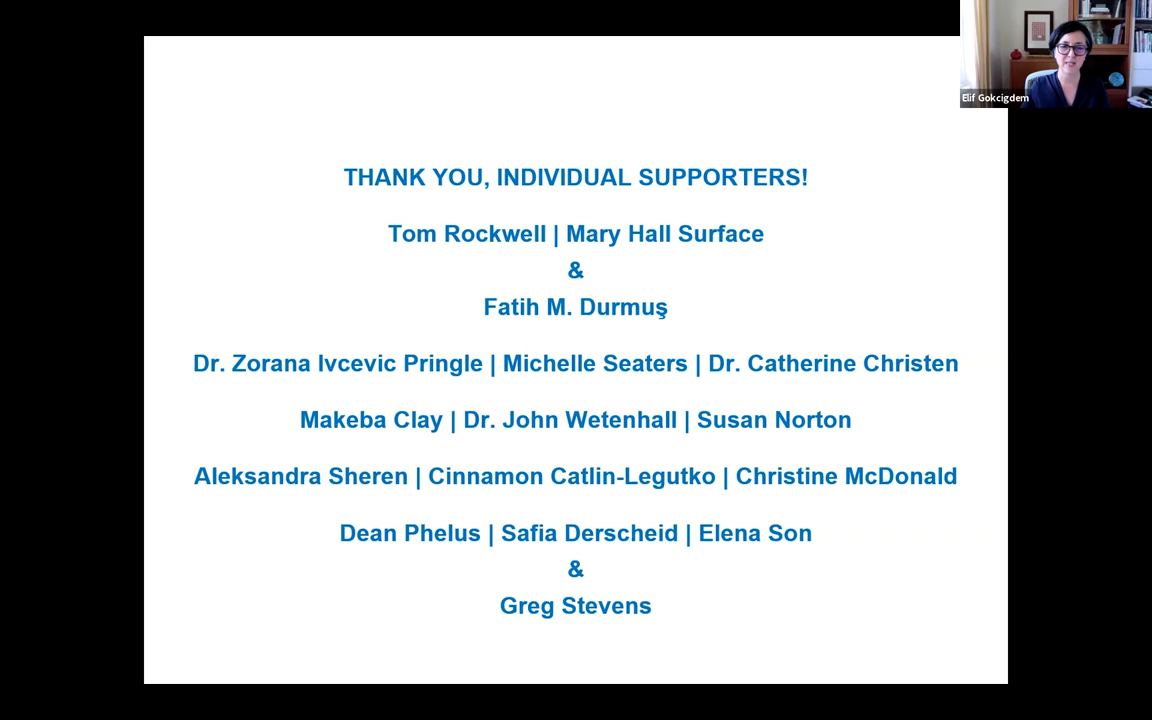 Elif Gokcigdem
THANK YOU, INDIVIDUAL SUPPORTERS!
Tom Rockwell | Mary Hall Surface
&
Fatih M. Durmuş
Dr. Zorana Ivcevic Pringle | Michelle Seaters | Dr. Catherine Christen
Makeba Clay | Dr. John Wetenhall | Susan Norton
Aleksandra Sheren | Cinnamon Catlin-Legutko | Christine McDonald
Dean Phelus | Safia Derscheid | Elena Son
&
Greg Stevens